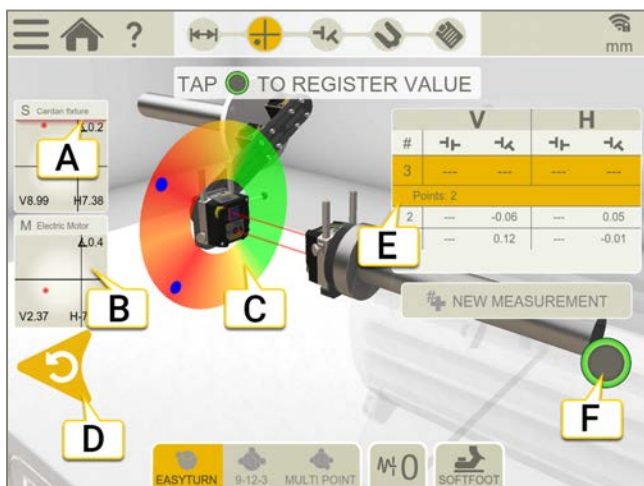 ?
mm
TAP TO REGISTER VALUE
S Cardan fixture
0.2
A
V8.99 H7.38
M Electric Motor
0.4
B
V2.37 H-7
C
D
V H
#
3 --- --- --- ---
Points: 2
2 --- -0.06 --- 0.05
--- 0.12 --- -0.01
E
# NEW MEASUREMENT
F
EASYTURN 9-12-3 MULTI POINT 0 SOFTFOOT